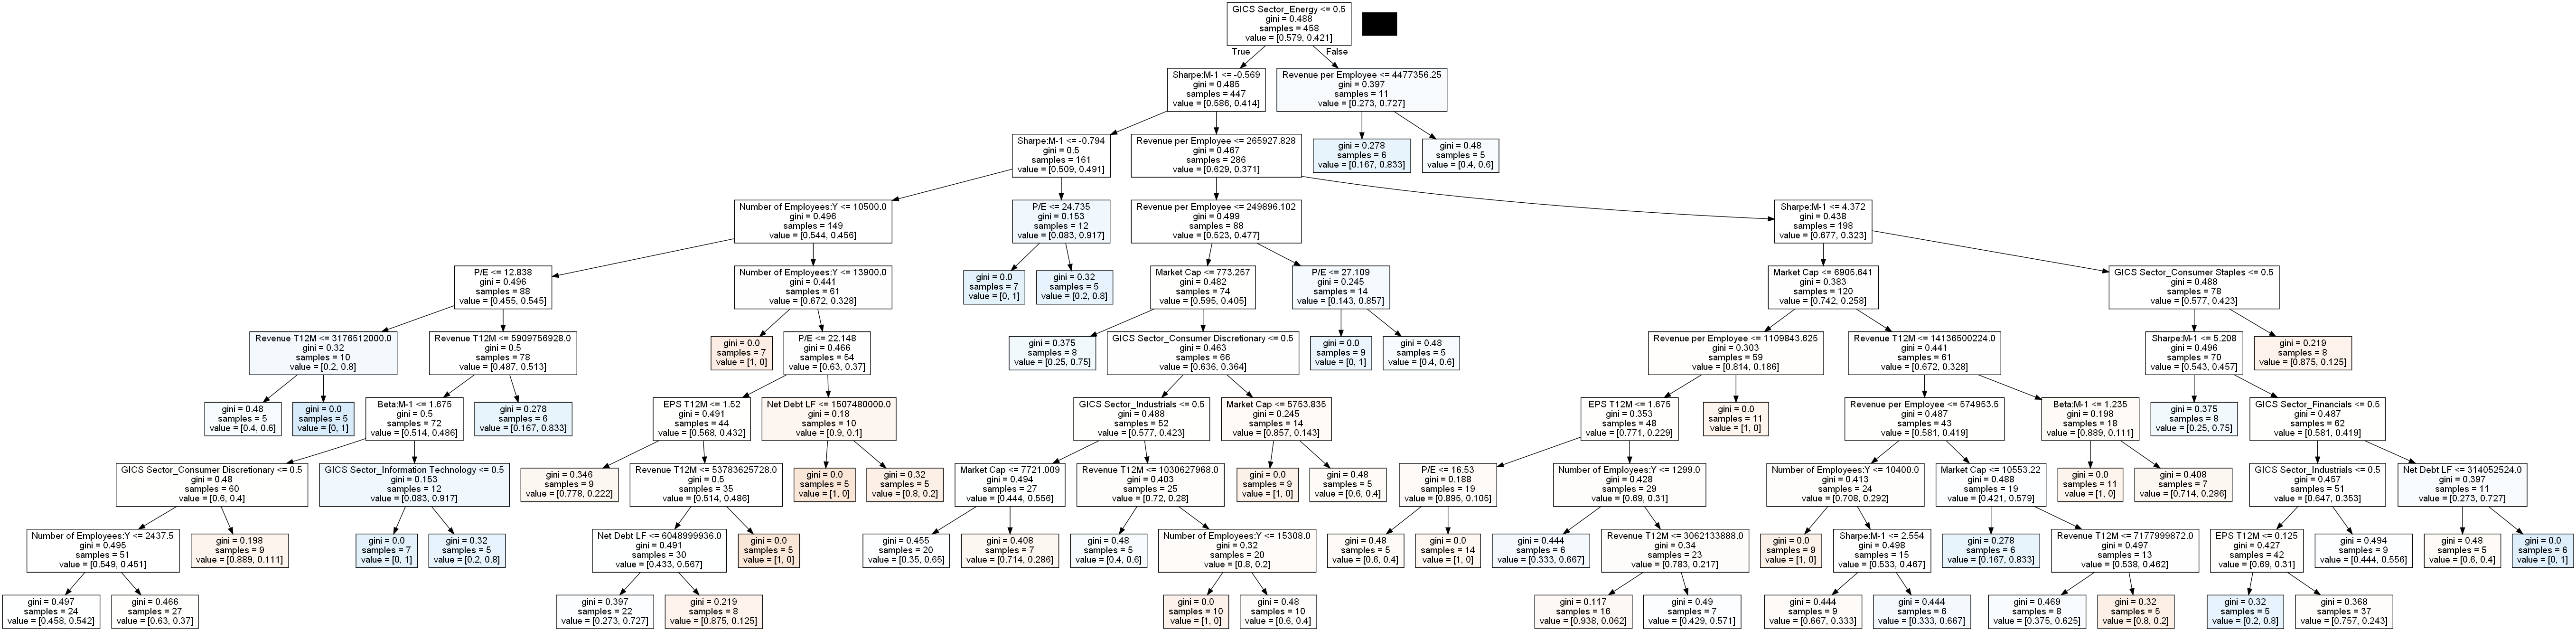 GICS Sector_Energy <= 0.5
gini = 0.488
samples = 458
value = [0.579, 0.421]
True
False
Sharpe:M-1 <= -0.569
gini = 0.485
samples = 447
value = [0.586, 0.414]
Revenue per Employee <= 4477356.25
gini = 0.397
samples = 11
value = [0.273, 0.727]
Sharpe:M-1 <= -0.794
gini = 0.5
samples = 161
value = [0.509, 0.491]
Revenue per Employee <= 265927.828
gini = 0.467
samples = 286
value = [0.629, 0.371]
gini = 0.278
samples = 6
value = [0.167, 0.833]
gini = 0.48
samples = 5
value = [0.4, 0.6]
Number of Employees:Y <= 10500.0
gini = 0.496
samples = 149
value = [0.544, 0.456]
P/E <= 24.735
gini = 0.153
samples = 12
value = [0.083, 0.917]
Revenue per Employee <= 249896.102
gini = 0.499
samples = 88
value = [0.523, 0.477]
Sharpe:M-1 <= 4.372
gini = 0.438
samples = 198
value = [0.677, 0.323]
P/E <= 12.838
gini = 0.496
samples = 88
value = [0.455, 0.545]
Number of Employees:Y <= 13900.0
gini = 0.441
samples = 61
value = [0.672, 0.328]
gini = 0.0
samples = 7
value = [0, 1]
gini = 0.32
samples = 5
value = [0.2, 0.8]
Market Cap <= 773.257
gini = 0.482
samples = 74
value = [0.595, 0.405]
P/E <= 27.109
gini = 0.245
samples = 14
value = [0.143, 0.857]
Market Cap <= 6905.641
gini = 0.383
samples = 120
value = [0.742, 0.258]
GICS Sector_Consumer Staples <= 0.5
gini = 0.488
samples = 78
value = [0.577, 0.423]
Revenue T12M <= 3176512000.0
gini = 0.32
samples = 10
value = [0.2, 0.8]
Revenue T12M <= 5909756928.0
gini = 0.5
samples = 78
value = [0.487, 0.513]
gini = 0.0
samples = 7
value = [1, 0]
P/E <= 22.148
gini = 0.466
samples = 54
value = [0.63, 0.37]
gini = 0.375
samples = 8
value = [0.25, 0.75]
GICS Sector_Consumer Discretionary <= 0.5
gini = 0.463
samples = 66
value = [0.636, 0.364]
gini = 0.0
samples = 9
value = [0, 1]
gini = 0.48
samples = 5
value = [0.4, 0.6]
Revenue per Employee <= 1109843.625
gini = 0.303
samples = 59
value = [0.814, 0.186]
Revenue T12M <= 14136500224.0
gini = 0.441
samples = 61
value = [0.672, 0.328]
Sharpe:M-1 <= 5.208
gini = 0.496
samples = 70
value = [0.543, 0.457]
gini = 0.219
samples = 8
value = [0.875, 0.125]
gini = 0.48
samples = 5
value = [0.4, 0.6]
gini = 0.0
samples = 5
value = [0, 1]
Beta:M-1 <= 1.675
gini = 0.5
samples = 72
value = [0.514, 0.486]
gini = 0.278
samples = 6
value = [0.167, 0.833]
EPS T12M <= 1.52
gini = 0.491
samples = 44
value = [0.568, 0.432]
Net Debt LF <= 1507480000.0
gini = 0.18
samples = 10
value = [0.9, 0.1]
GICS Sector_Industrials <= 0.5
gini = 0.488
samples = 52
value = [0.577, 0.423]
Market Cap <= 5753.835
gini = 0.245
samples = 14
value = [0.857, 0.143]
EPS T12M <= 1.675
gini = 0.353
samples = 48
value = [0.771, 0.229]
gini = 0.0
samples = 11
value = [1, 0]
Revenue per Employee <= 574953.5
gini = 0.487
samples = 43
value = [0.581, 0.419]
Beta:M-1 <= 1.235
gini = 0.198
samples = 18
value = [0.889, 0.111]
gini = 0.375
samples = 8
value = [0.25, 0.75]
GICS Sector_Financials <= 0.5
gini = 0.487
samples = 62
value = [0.581, 0.419]
GICS Sector_Consumer Discretionary <= 0.5
gini = 0.48
samples = 60
value = [0.6, 0.4]
GICS Sector_Information Technology <= 0.5
gini = 0.153
samples = 12
value = [0.083, 0.917]
gini = 0.346
samples = 9
value = [0.778, 0.222]
Revenue T12M <= 53783625728.0
gini = 0.5
samples = 35
value = [0.514, 0.486]
gini = 0.0
samples = 5
value = [1, 0]
gini = 0.32
samples = 5
value = [0.8, 0.2]
Market Cap <= 7721.009
gini = 0.494
samples = 27
value = [0.444, 0.556]
Revenue T12M <= 1030627968.0
gini = 0.403
samples = 25
value = [0.72, 0.28]
gini = 0.0
samples = 9
value = [1, 0]
gini = 0.48
samples = 5
value = [0.6, 0.4]
P/E <= 16.53
gini = 0.188
samples = 19
value = [0.895, 0.105]
Number of Employees:Y <= 1299.0
gini = 0.428
samples = 29
value = [0.69, 0.31]
Number of Employees:Y <= 10400.0
gini = 0.413
samples = 24
value = [0.708, 0.292]
Market Cap <= 10553.22
gini = 0.488
samples = 19
value = [0.421, 0.579]
gini = 0.0
samples = 11
value = [1, 0]
gini = 0.408
samples = 7
value = [0.714, 0.286]
GICS Sector_Industrials <= 0.5
gini = 0.457
samples = 51
value = [0.647, 0.353]
Net Debt LF <= 314052524.0
gini = 0.397
samples = 11
value = [0.273, 0.727]
Number of Employees:Y <= 2437.5
gini = 0.495
samples = 51
value = [0.549, 0.451]
gini = 0.198
samples = 9
value = [0.889, 0.111]
gini = 0.0
samples = 7
value = [0, 1]
gini = 0.32
samples = 5
value = [0.2, 0.8]
Net Debt LF <= 6048999936.0
gini = 0.491
samples = 30
value = [0.433, 0.567]
gini = 0.0
samples = 5
value = [1, 0]
gini = 0.455
samples = 20
value = [0.35, 0.65]
gini = 0.408
samples = 7
value = [0.714, 0.286]
gini = 0.48
samples = 5
value = [0.4, 0.6]
Number of Employees:Y <= 15308.0
gini = 0.32
samples = 20
value = [0.8, 0.2]
gini = 0.48
samples = 5
value = [0.6, 0.4]
gini = 0.0
samples = 14
value = [1, 0]
gini = 0.444
samples = 6
value = [0.333, 0.667]
Revenue T12M <= 3062133888.0
gini = 0.34
samples = 23
value = [0.783, 0.217]
gini = 0.0
samples = 9
value = [1, 0]
Sharpe:M-1 <= 2.554
gini = 0.498
samples = 15
value = [0.533, 0.467]
gini = 0.278
samples = 6
value = [0.167, 0.833]
Revenue T12M <= 7177999872.0
gini = 0.497
samples = 13
value = [0.538, 0.462]
EPS T12M <= 0.125
gini = 0.427
samples = 42
value = [0.69, 0.31]
gini = 0.494
samples = 9
value = [0.444, 0.556]
gini = 0.48
samples = 5
value = [0.6, 0.4]
gini = 0.0
samples = 6
value = [0, 1]
gini = 0.497
samples = 24
value = [0.458, 0.542]
gini = 0.466
samples = 27
value = [0.63, 0.37]
gini = 0.397
samples = 22
value = [0.273, 0.727]
gini = 0.219
samples = 8
value = [0.875, 0.125]
gini = 0.0
samples = 10
value = [1, 0]
gini = 0.48
samples = 10
value = [0.6, 0.4]
gini = 0.117
samples = 16
value = [0.938, 0.062]
gini = 0.49
samples = 7
value = [0.429, 0.571]
gini = 0.444
samples = 9
value = [0.667, 0.333]
gini = 0.444
samples = 6
value = [0.333, 0.667]
gini = 0.469
samples = 8
value = [0.375, 0.625]
gini = 0.32
samples = 5
value = [0.8, 0.2]
gini = 0.32
samples = 5
value = [0.2, 0.8]
gini = 0.368
samples = 37
value = [0.757, 0.243]